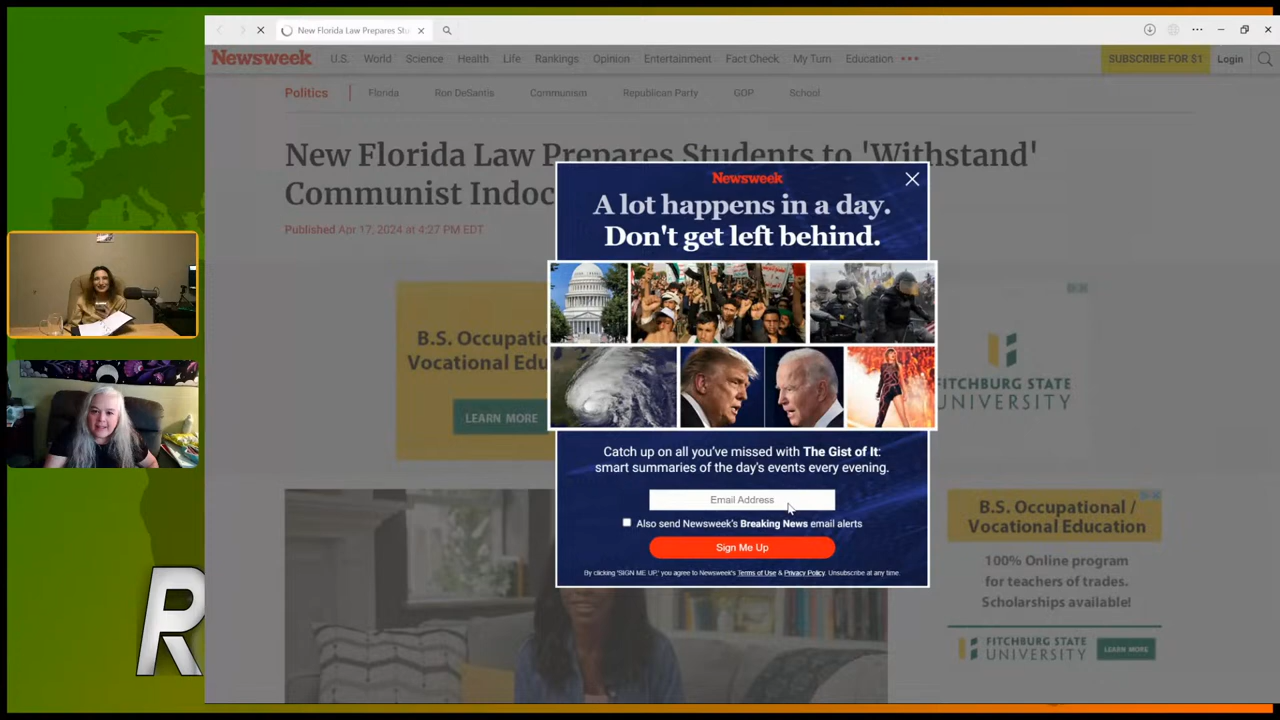 New Florida Law Prepares Stu
Newsweek U.S. World Science Health Life Rankings Opinion Entertainment Fact Check My Turn Education ••• SUBSCRIBE FOR $1 Login
Politics | Florida Ron DeSantis Communism Republican Party GOP School
New Florida Law Prepares Students to 'Withstand'
Communist Indoc
Published Apr 17, 2024 at 4:27 PM EDT
Newsweek
A lot happens in a day.
Don't get left behind.
B.S. Occupatio
Vocational Educ
LEARN MORE
FITCHBURG STATE
UNIVERSITY
Catch up on all you've missed with The Gist of It:
smart summaries of the day's events every evening.
Email Address
Also send Newsweek's Breaking News email alerts
Sign Me Up
By clicking 'SIGN ME UP,' you agree to Newsweek's Terms of Use & Privacy Policy. Unsubscribe at any time.
B.S. Occupational /
Vocational Education
100% Online program
for teachers of trades.
Scholarships available!
FITCHBURG STATE
UNIVERSITY
LEARN MORE
R